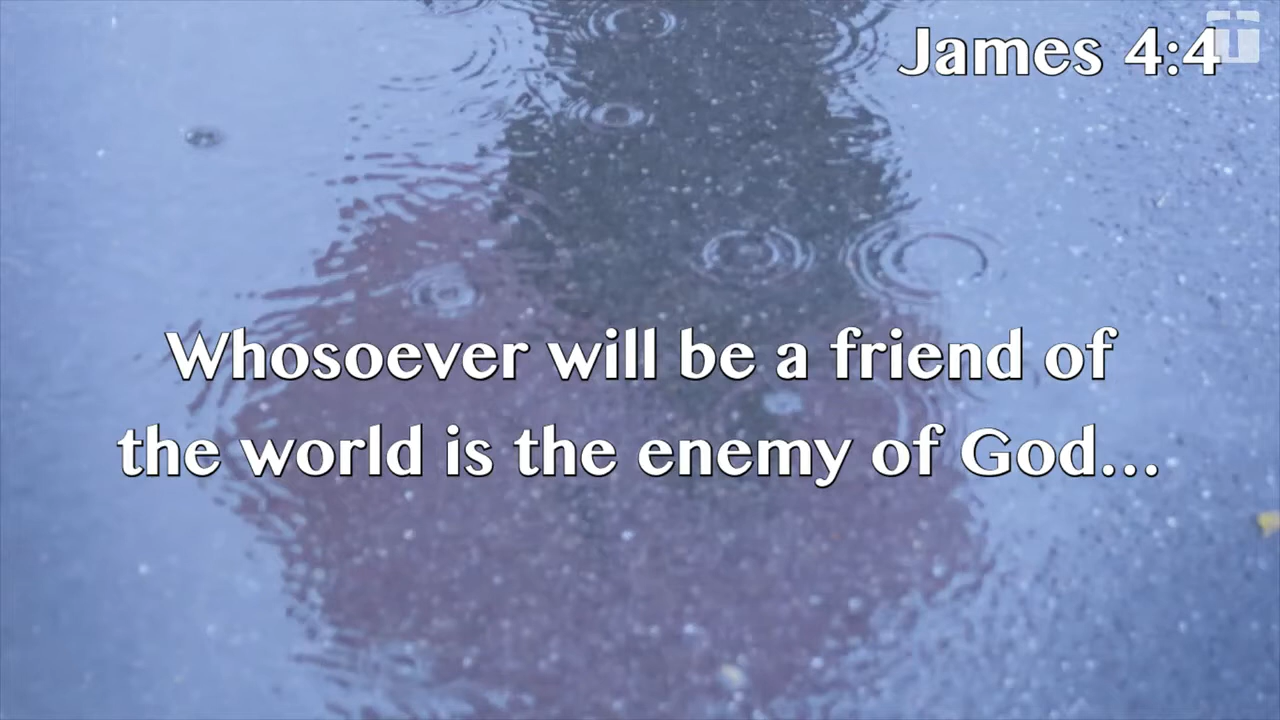 James 4:4
Whosoever will be a friend of
the world is the enemy of God...